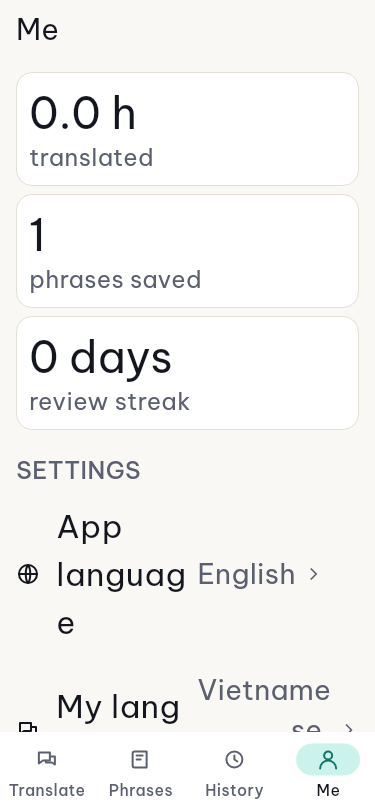 Me
0.0 h
translated
1
phrases saved
0 days
review streak
SETTINGS
App
languag
e
English
My lang
Vietname
se
Translate
Phrases
History
Me